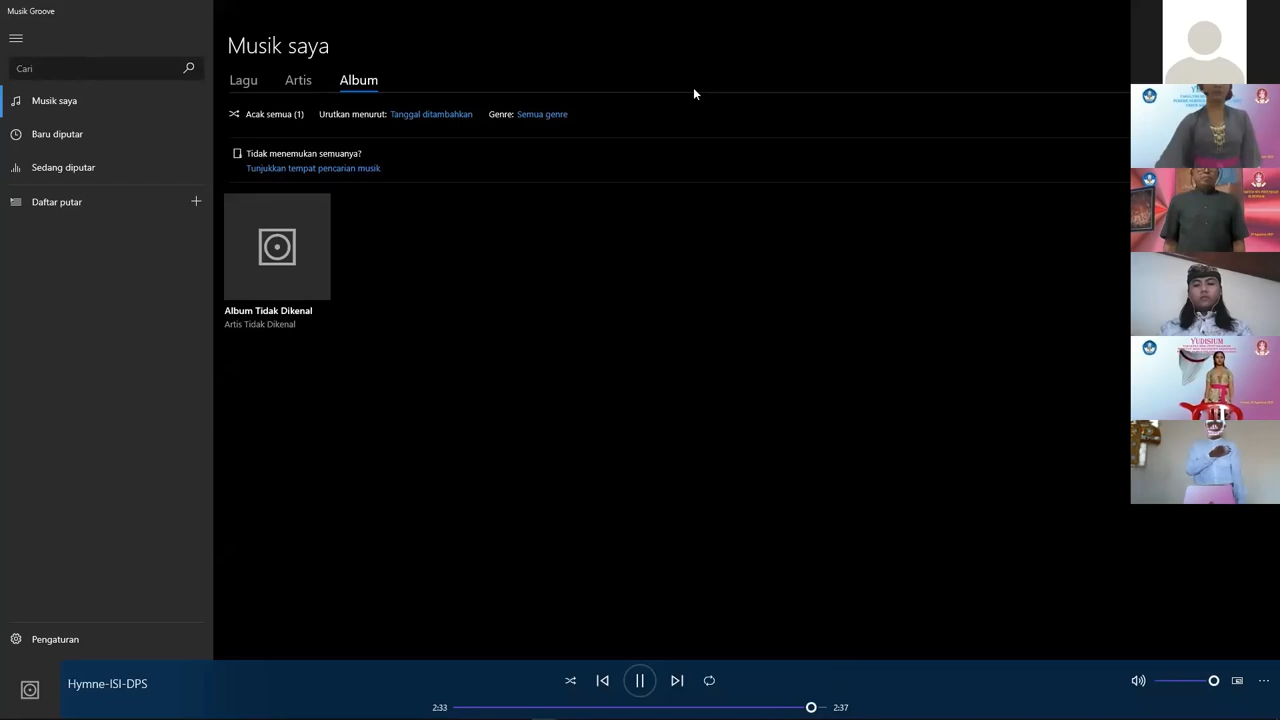 Musik Groove
Cari
Musik saya
Baru diputar
Sedang diputar
Daftar putar
Pengaturan
Musik saya
Lagu Artis Album
Acak semua (1) Urutkan menurut: Tanggal ditambahkan Genre: Semua genre
Tidak menemukan semuanya?
Tunjukkan tempat pencarian musik
Album Tidak Dikenal
Artis Tidak Dikenal
YUDISIUM
Hymne-ISI-DPS
2:33 2:37